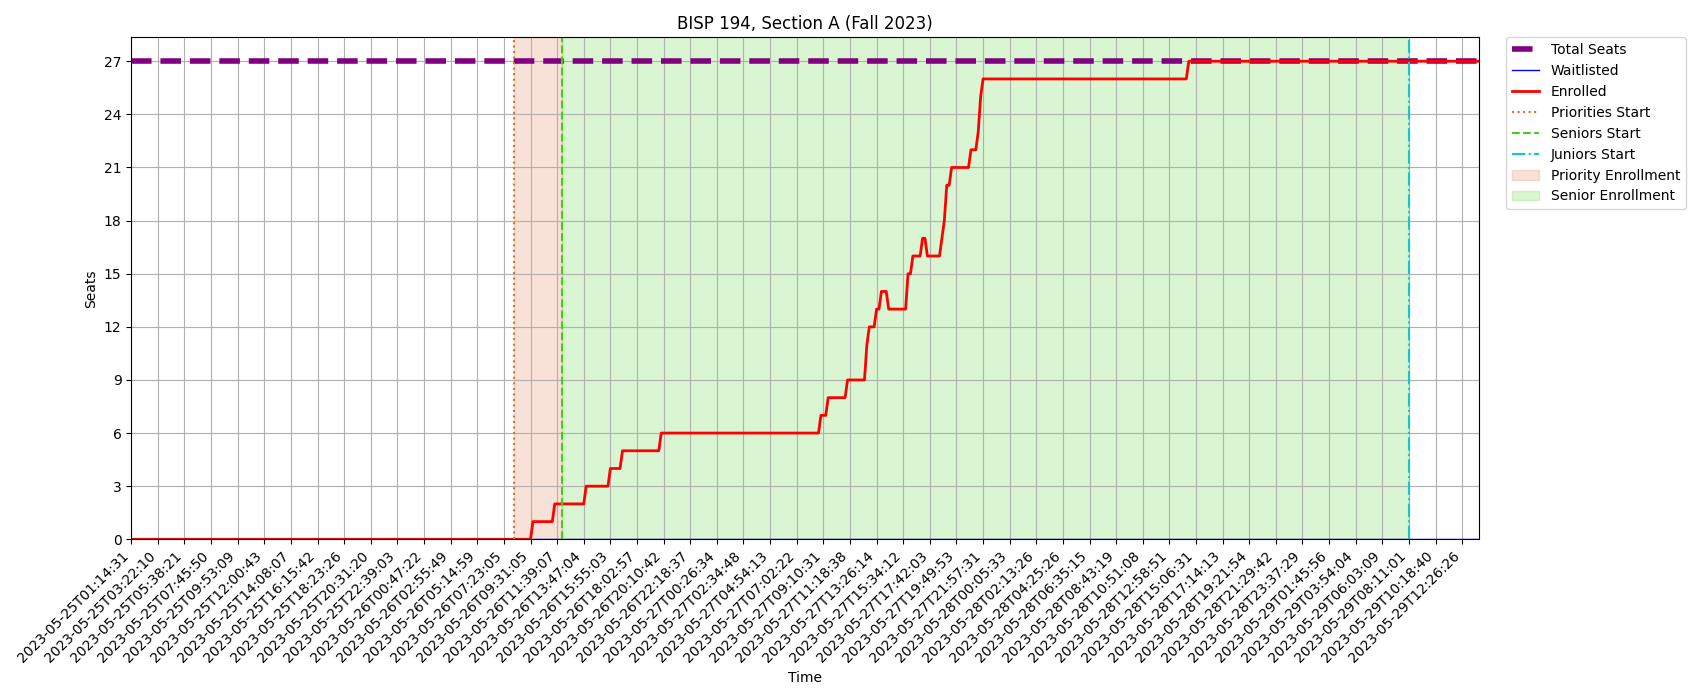 BISP 194, Section A (Fall 2023)
Total Seats
Waitlisted
Enrolled
Priorities Start
Seniors Start
Juniors Start
Priority Enrollment
Senior Enrollment
Seats
27
24
21
18
15
12
9
6
3
0
2023-05-25T01:14:31
2023-05-25T03:22:10
2023-05-25T05:38:21
2023-05-25T07:45:50
2023-05-25T09:53:09
2023-05-25T12:00:43
2023-05-25T14:08:07
2023-05-25T16:15:42
2023-05-25T18:23:26
2023-05-25T20:31:20
2023-05-25T22:39:03
2023-05-26T00:47:22
2023-05-26T02:55:49
2023-05-26T05:14:59
2023-05-26T07:23:05
2023-05-26T09:31:05
2023-05-26T11:39:07
2023-05-26T13:47:04
2023-05-26T15:55:03
2023-05-26T18:02:57
2023-05-26T20:10:42
2023-05-26T22:18:37
2023-05-27T00:26:34
2023-05-27T02:34:48
2023-05-27T04:54:13
2023-05-27T07:02:22
2023-05-27T09:10:31
2023-05-27T11:18:38
2023-05-27T13:26:14
2023-05-27T15:34:12
2023-05-27T17:42:03
2023-05-27T19:49:53
2023-05-27T21:57:31
2023-05-28T00:05:33
2023-05-28T02:13:26
2023-05-28T04:25:26
2023-05-28T06:35:15
2023-05-28T08:43:19
2023-05-28T10:51:08
2023-05-28T12:58:51
2023-05-28T15:06:31
2023-05-28T17:14:13
2023-05-28T19:21:54
2023-05-28T21:29:42
2023-05-28T23:37:29
2023-05-29T01:45:56
2023-05-29T03:54:04
2023-05-29T06:03:09
2023-05-29T08:11:01
2023-05-29T10:18:40
2023-05-29T12:26:26
Time